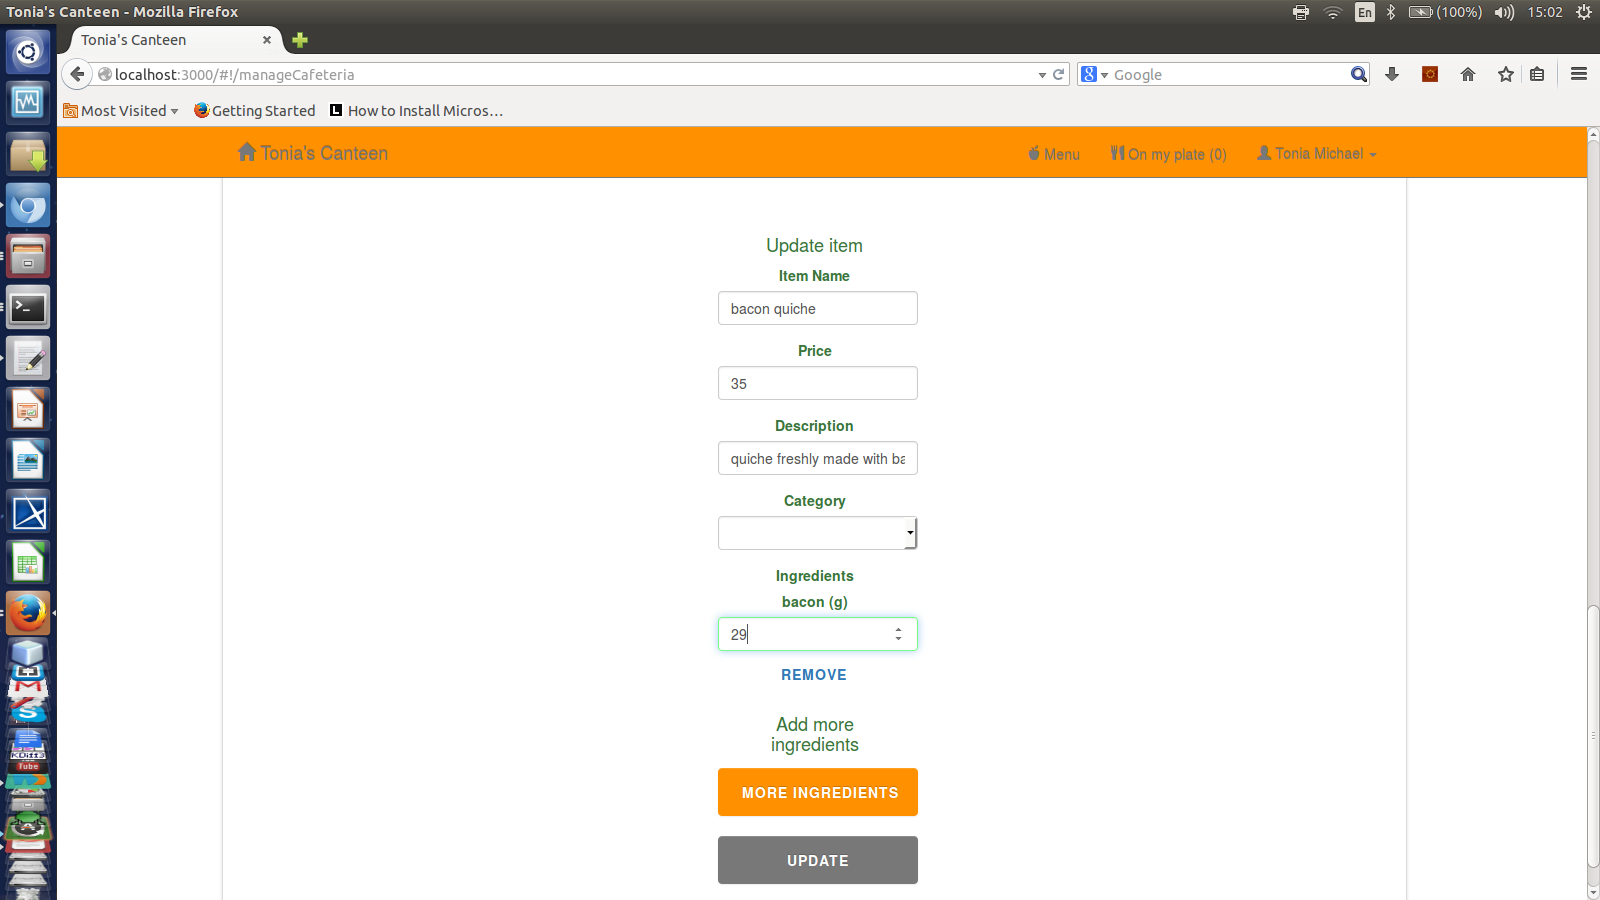 Tonia's Canteen - Mozilla Firefox
En
(100%)
15:02
Tonia's Canteen
localhost:3000/#!/manageCafeteria
8
Google
Most Visited
Getting Started
L
How to Install Micros...
Tonia's Canteen
Menu
On my plate (0)
Tonia Michael
Update item
Item Name
bacon quiche
Price
35
Description
quiche freshly made with ba
Category
Ingredients
bacon (g)
29
REMOVE
Add more
ingredients
MORE INGREDIENTS
UPDATE
Tube